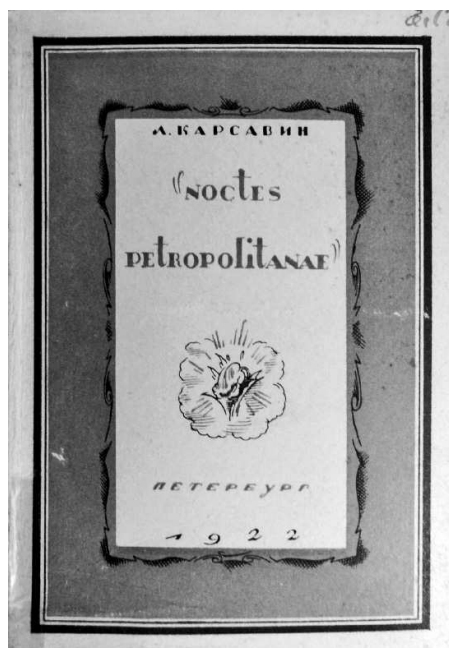 Л. КАРСАВИН
"NOCTES
PETROPOLITANAE"
ПЕТЕРБУРГ
1922